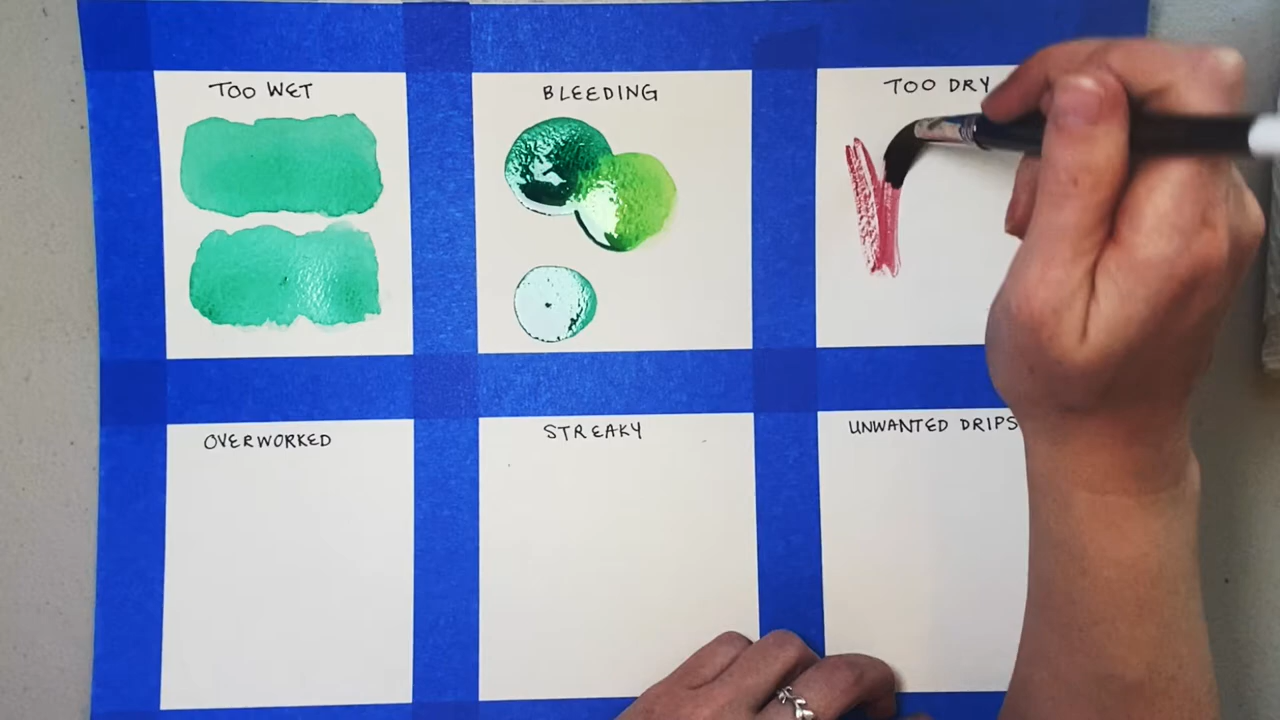 TOO WET
BLEEDING
TOO DRY
OVERWORKED
STREAKY
UNWANTED DRIPS